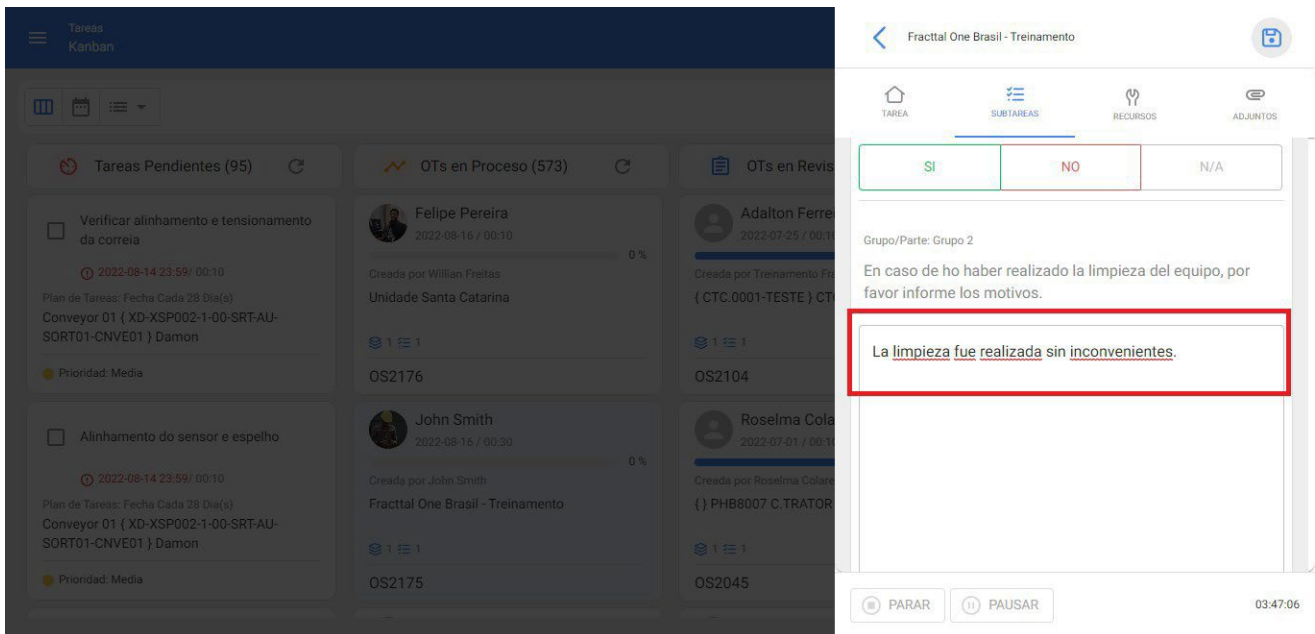 Tareas
Kanban
Tareas Pendientes (95)
Verificar alinhamento e tensionamento
da correia
2022-08-14 23:59/ 00:10
Plan de Tareas: Fecha Cada 28 Dia(s)
Conveyor 01 { XD-XSP002-1-00-SRT-AU-
SORT01-CNVE01 } Damon
Prioridad: Media
Alinhamento do sensor e espelho
2022-08-14 23:59/ 00:10
Plan de Tareas: Fecha Cada 28 Dia(s)
Conveyor 01 { XD-XSP002-1-00-SRT-AU-
SORT01-CNVE01 } Damon
Prioridad: Media
OTs en Proceso (573)
Felipe Pereira
2022-08-16 / 00:10
0 %
Creada por Willian Freitas
Unidade Santa Catarina
1 1
OS2176
John Smith
2022-08-16 / 00:30
0 %
Creada por John Smith
Fracttal One Brasil - Treinamento
1 1
OS2175
OTs en Revis
Adalton Ferrei
2022-07-25 / 00:10
Creada por Treinamento Fra
{ CTC.0001-TESTE } CT
1 1
OS2104
Roselma Cola
2022-07-01 / 00:1
Creada por Roselma Colare
{ } PHB8007 C.TRATOR
1 1
OS2045
Fracttal One Brasil - Treinamento
TAREA SUBTAREAS RECURSOS ADJUNTOS
SI NO N/A
Grupo/Parte: Grupo 2
En caso de ho haber realizado la limpieza del equipo, por
favor informe los motivos.
La limpieza fue realizada sin inconvenientes.
PARAR PAUSAR 03:47:06